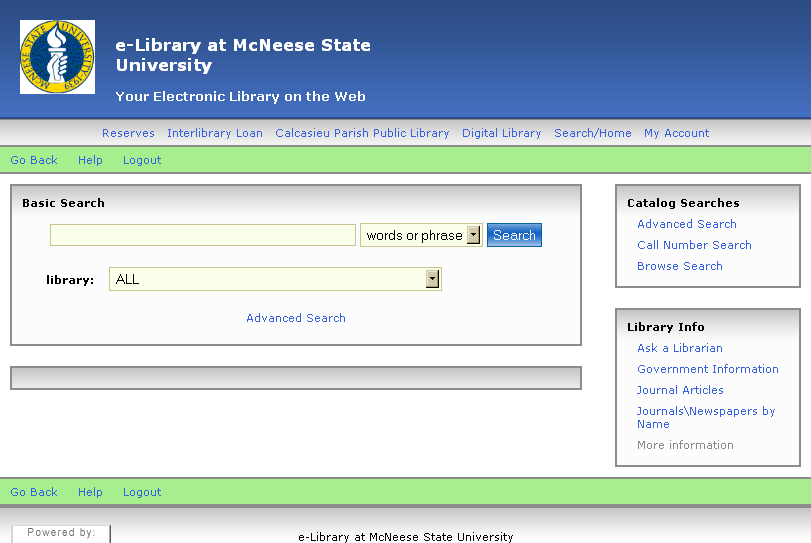 McNEESE STATE UNIVERSITY·1939
e-Library at McNeese State
University
Your Electronic Library on the Web
Reserves Interlibrary Loan Calcasieu Parish Public Library Digital Library Search/Home My Account
Go Back Help Logout
Basic Search
words or phrase Search
library: ALL
Advanced Search
Catalog Searches
Advanced Search
Call Number Search
Browse Search
Library Info
Ask a Librarian
Government Information
Journal Articles
Journals\Newspapers by
Name
More information
Go Back Help Logout
Powered by:
e-Library at McNeese State University